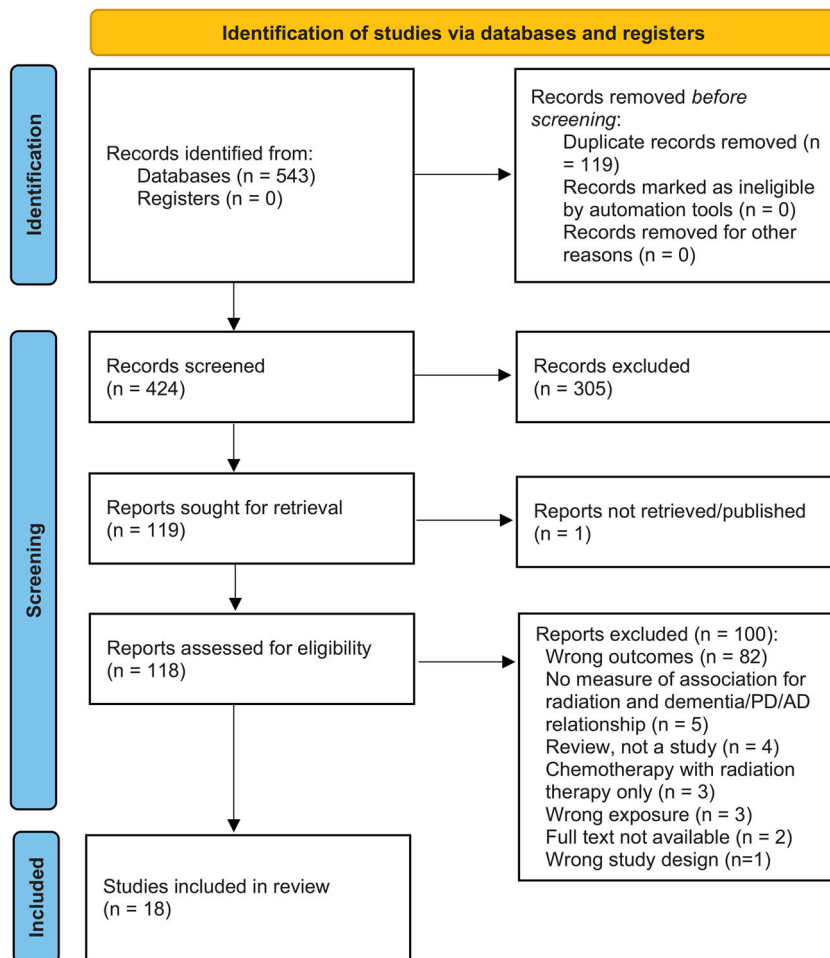 Identification of studies via databases and registers
Identification
Records identified from:
Databases (n = 543)
Registers (n = 0)
Records removed before
screening:
Duplicate records removed (n
= 119)
Records marked as ineligible
by automation tools (n = 0)
Records removed for other
reasons (n = 0)
Screening
Records screened
(n = 424)
Records excluded
(n = 305)
Reports sought for retrieval
(n = 119)
Reports not retrieved/published
(n = 1)
Reports assessed for eligibility
(n = 118)
Reports excluded (n = 100):
Wrong outcomes (n = 82)
No measure of association for
radiation and dementia/PD/AD
relationship (n = 5)
Review, not a study (n = 4)
Chemotherapy with radiation
therapy only (n = 3)
Wrong exposure (n = 3)
Full text not available (n = 2)
Wrong study design (n=1)
Included
Studies included in review
(n = 18)